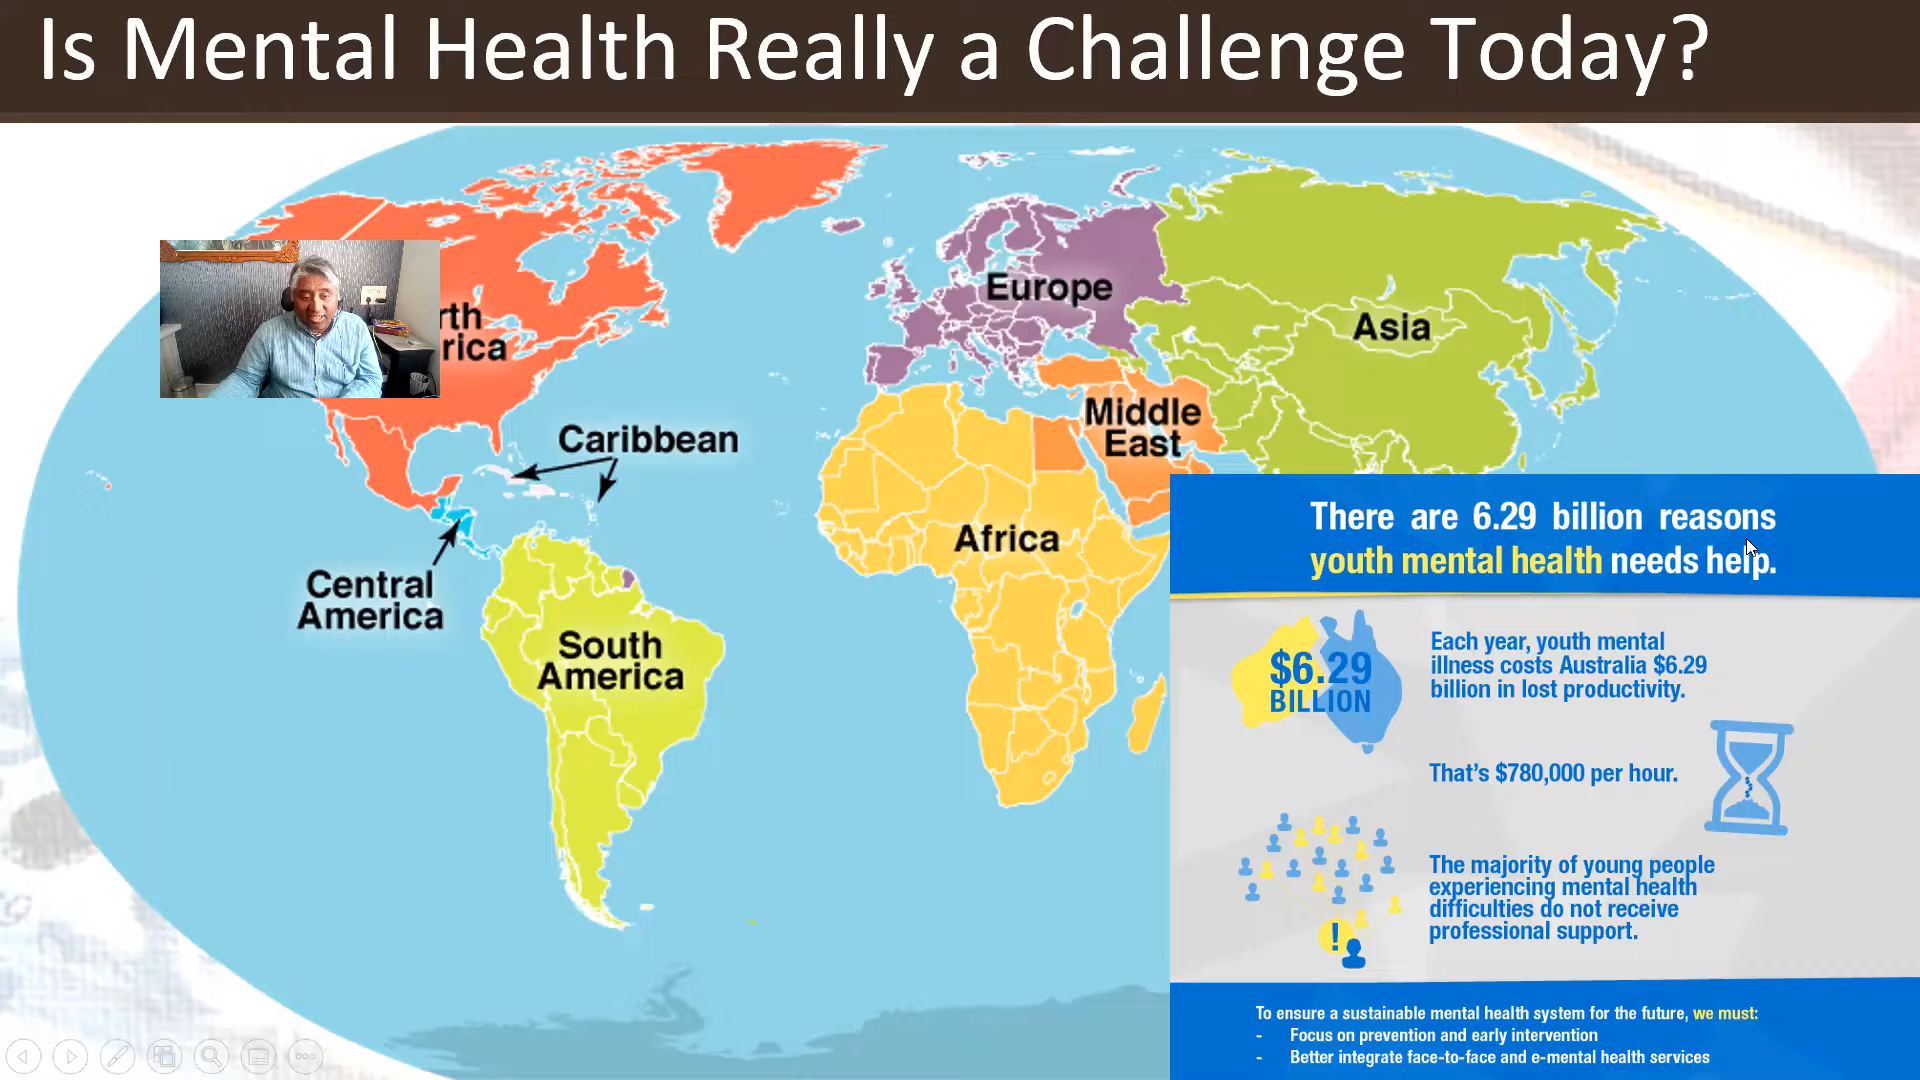 Is Mental Health Really a Challenge Today?
rth
rica
Europe
Asia
Middle
East
Caribbean
Africa
Central
America
South
America
There are 6.29 billion reasons
youth mental health needs help.
$6.29
BILLION
Each year, youth mental
illness costs Australia $6.29
billion in lost productivity.
That's $780,000 per hour.
The majority of young people
experiencing mental health
difficulties do not receive
professional support.
!
To ensure a sustainable mental health system for the future, we must:
- Focus on prevention and early intervention
- Better integrate face-to-face and e-mental health services